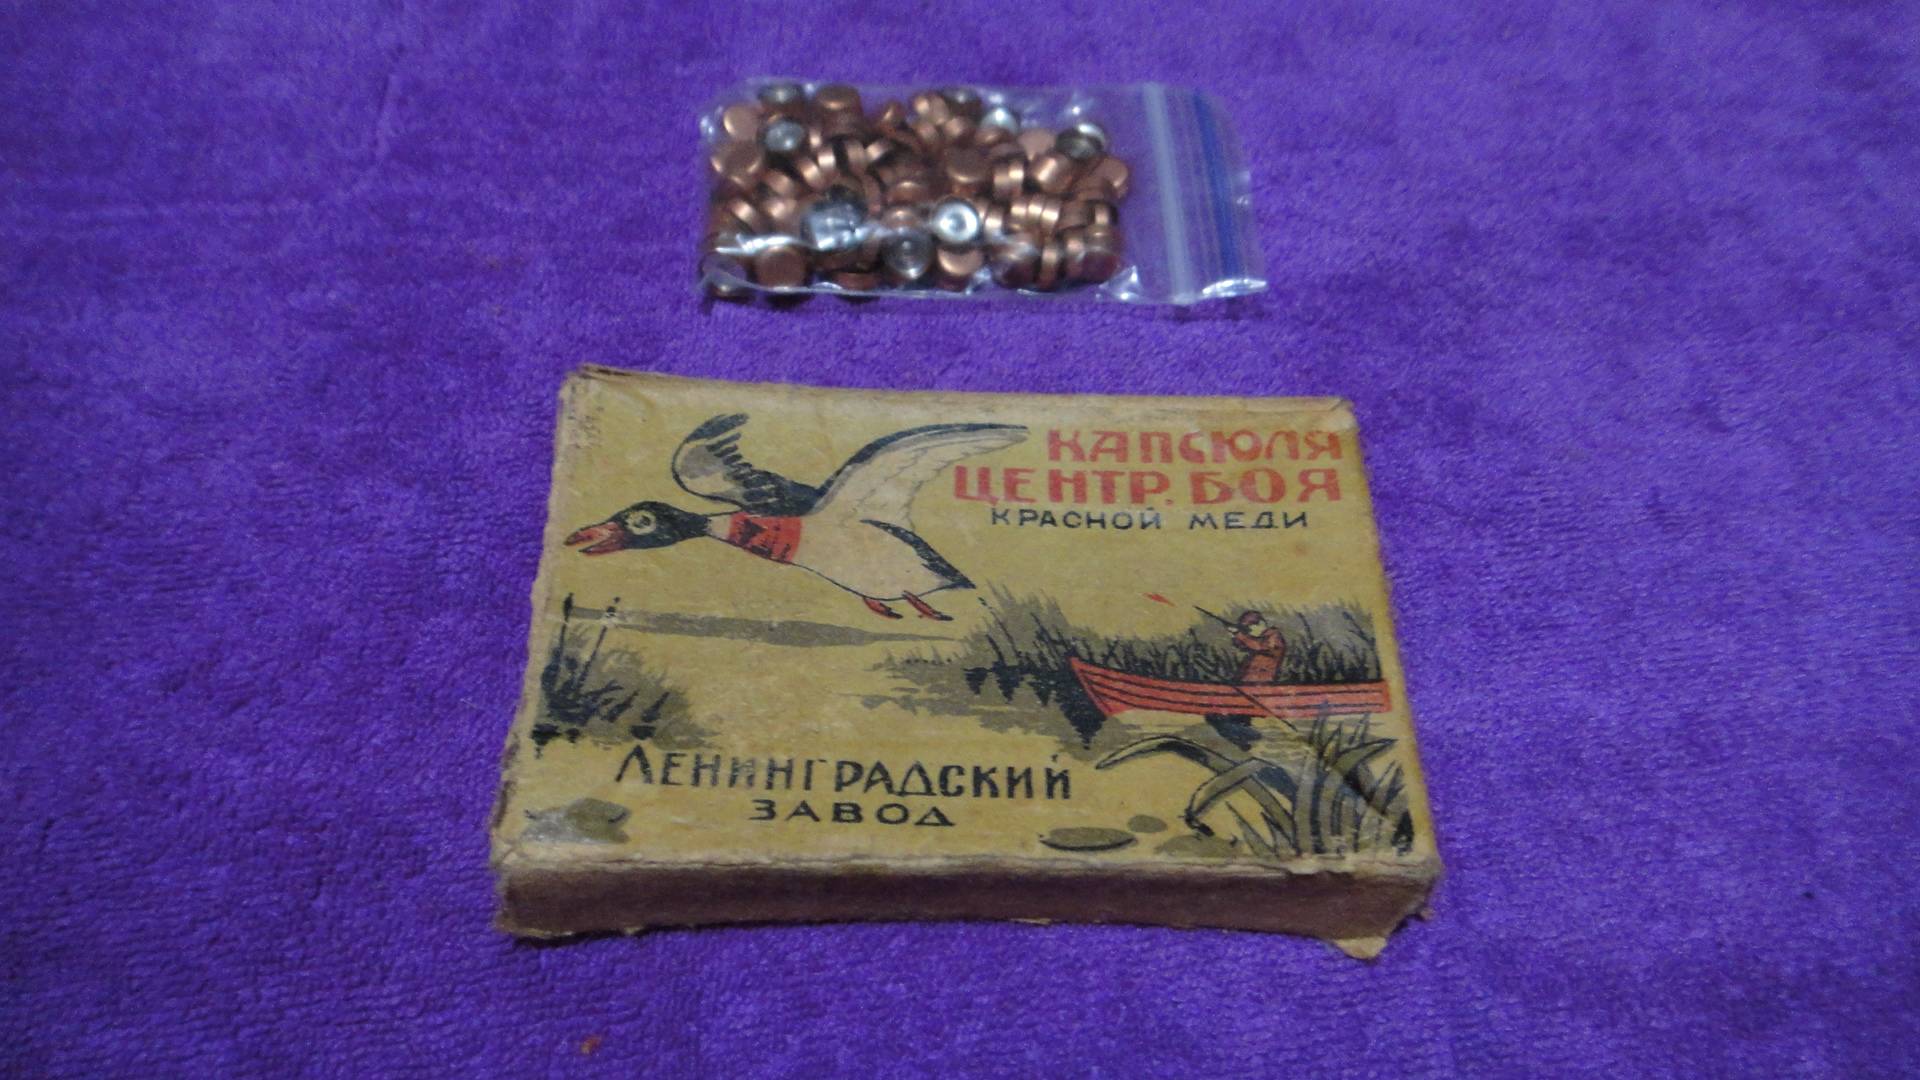 КАПСЮЛЯ
ЦЕНТР. БОЯ
КРАСНОЙ МЕДИ
ЛЕНИНГРАДСКИЙ
ЗАВОД